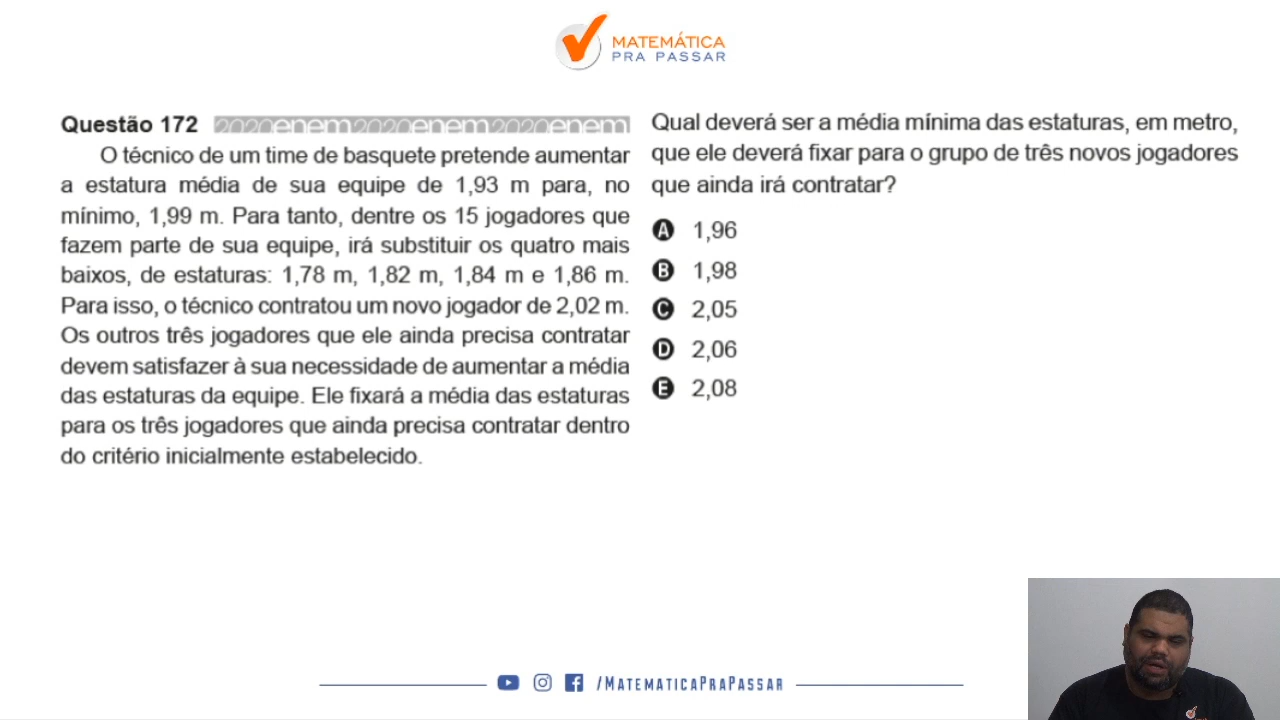 MATEMÁTICA
PRA PASSAR
Questão 172 2020enem2020enem2020enem
O técnico de um time de basquete pretende aumentar
a estatura média de sua equipe de 1,93 m para, no
mínimo, 1,99 m. Para tanto, dentre os 15 jogadores que
fazem parte de sua equipe, irá substituir os quatro mais
baixos, de estaturas: 1,78 m, 1,82 m, 1,84 m e 1,86 m.
Para isso, o técnico contratou um novo jogador de 2,02 m.
Os outros três jogadores que ele ainda precisa contratar
devem satisfazer à sua necessidade de aumentar a média
das estaturas da equipe. Ele fixará a média das estaturas
para os três jogadores que ainda precisa contratar dentro
do critério inicialmente estabelecido.
Qual deverá ser a média mínima das estaturas, em metro,
que ele deverá fixar para o grupo de três novos jogadores
que ainda irá contratar?
A 1,96
B 1,98
C 2,05
D 2,06
E 2,08
/MATEMATICAPRAPASSAR